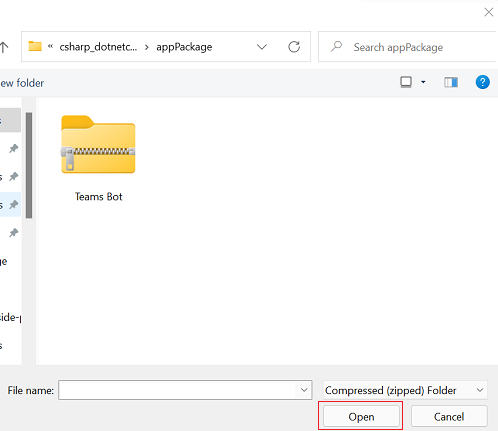 « csharp_dotnetc... > appPackage
Search appPackage
ew folder
?
Teams Bot
ge
side-p
File name:
Compressed (zipped) Folder
Open
Cancel